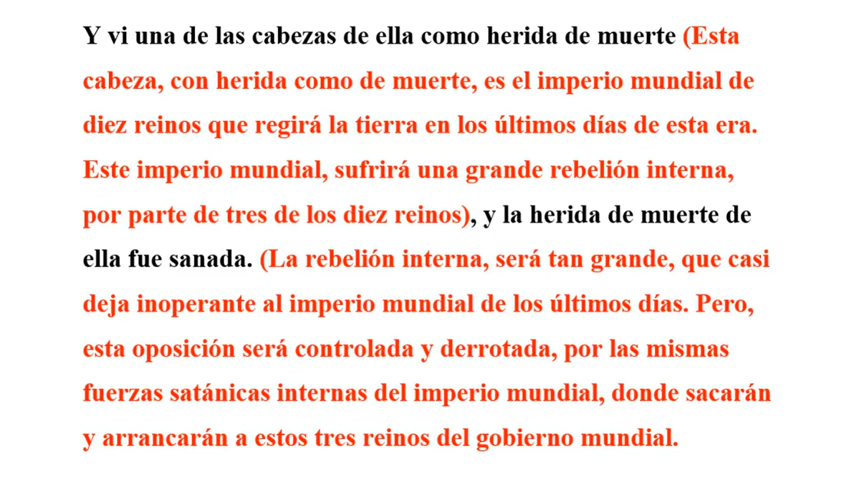 Y vi una de las cabezas de ella como herida de muerte (Esta
cabeza, con herida como de muerte, es el imperio mundial de
diez reinos que regirá la tierra en los últimos días de esta era.
Este imperio mundial, sufrirá una grande rebelión interna,
por parte de tres de los diez reinos), y la herida de muerte de
ella fue sanada. (La rebelión interna, será tan grande, que casi
deja inoperante al imperio mundial de los últimos días. Pero,
esta oposición será controlada y derrotada, por las mismas
fuerzas satánicas internas del imperio mundial, donde sacarán
y arrancarán a estos tres reinos del gobierno mundial.